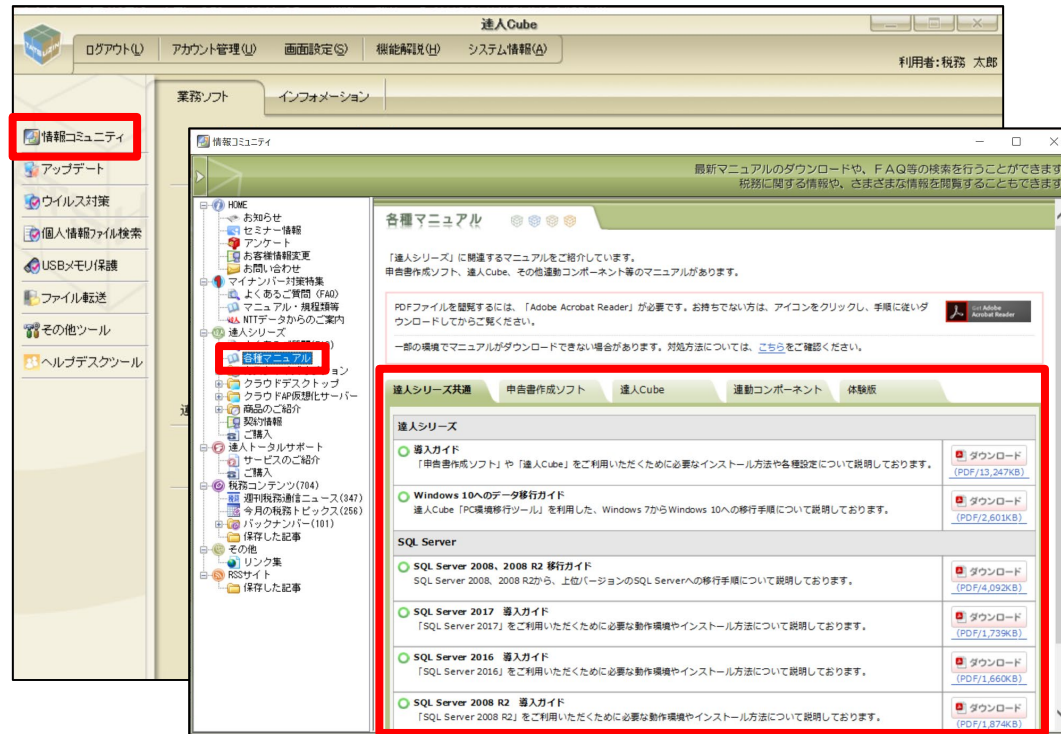 達人Cube
ログアウト(L) アカウント管理(U) 画面設定(S) 機能解説(H) システム情報(A)
利用者:税務 太郎
業務ソフト インフォメーション
情報コミュニティ
アップデート
ウイルス対策
個人情報ファイル検索
USBメモリ保護
ファイル転送
その他ツール
ヘルプデスクツール
情報コミュニティ
最新マニュアルのダウンロードや、FAQ等の検索を行うことができます
税務に関する情報や、さまざまな情報を閲覧することもできます
HOME
お知らせ
セミナー情報
アンケート
お客様情報変更
お問い合わせ
マイナンバー対策特集
よくあるご質問 (FAQ)
マニュアル・規程類等
NTTデータからのご案内
達人シリーズ
各種マニュアル
クラウドデスクトップ
クラウドAP仮想化サーバー
商品のご紹介
契約情報
ご購入
達人トータルサポート
サービスのご紹介
ご購入
税務コンテンツ(704)
週刊税務通信ニュース(347)
今月の税務トピックス(256)
バックナンバー(101)
保存した記事
その他
リンク集
RSSサイト
保存した記事
各種マニュアル
「達人シリーズ」に関連するマニュアルをご紹介しています。
申告書作成ソフト、達人Cube、その他連動コンポーネント等のマニュアルがあります。
PDFファイルを閲覧するには、「Adobe Acrobat Reader」が必要です。お持ちでない方は、アイコンをクリックし、手順に従いダ
ウンロードしてからご覧ください。
Get Adobe
Acrobat Reader
一部の環境でマニュアルがダウンロードできない場合があります。対処方法については、こちらをご確認ください。
達人シリーズ共通 申告書作成ソフト 達人Cube 連動コンポーネント 体験版
達人シリーズ
導入ガイド
「申告書作成ソフト」や「達人Cube」をご利用いただくために必要なインストール方法や各種設定について説明しております。
ダウンロード
(PDF/13,247KB)
Windows 10へのデータ移行ガイド
達人Cube「PC環境移行ツール」を利用した、Windows 7からWindows 10への移行手順について説明しております。
ダウンロード
(PDF/2,601KB)
SQL Server
SQL Server 2008、2008 R2 移行ガイド
SQL Server 2008、2008 R2から、上位バージョンのSQL Serverへの移行手順について説明しております。
ダウンロード
(PDF/4,092KB)
SQL Server 2017 導入ガイド
「SQL Server 2017」をご利用いただくために必要な動作環境やインストール方法について説明しております。
ダウンロード
(PDF/1,739KB)
SQL Server 2016 導入ガイド
「SQL Server 2016」をご利用いただくために必要な動作環境やインストール方法について説明しております。
ダウンロード
(PDF/1,660KB)
SQL Server 2008 R2 導入ガイド
「SQL Server 2008 R2」をご利用いただくために必要な動作環境やインストール方法について説明しております。
ダウンロード
(PDF/1,874KB)